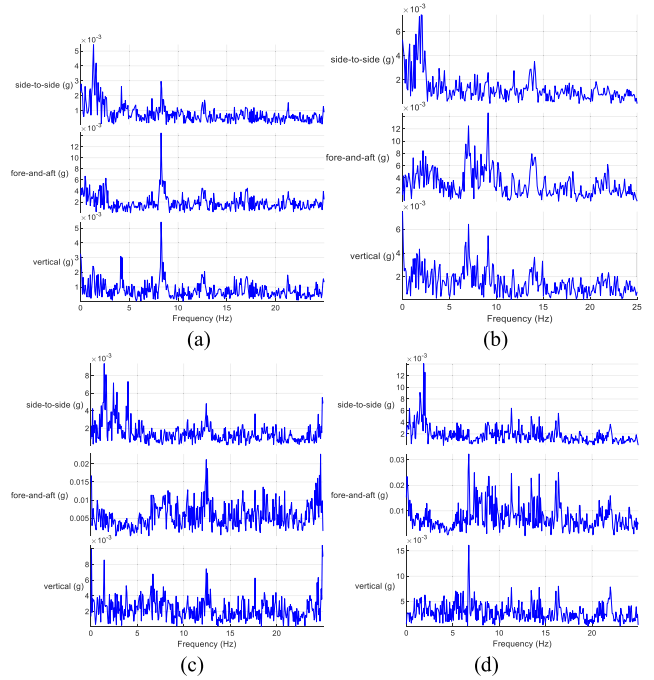 × 10⁻³
5
4
side-to-side (g) 3
2
1
× 10⁻³
12
10
8
fore-and-aft (g) 6
4
2
× 10⁻³
5
4
vertical (g) 3
2
1
0 5 10 15 20
Frequency (Hz)
(a)
× 10⁻³
6
side-to-side (g)
4
2
× 10⁻³
12
10
8
fore-and-aft (g)
6
4
2
× 10⁻³
6
vertical (g) 4
2
0 5 10 15 20 25
Frequency (Hz)
(b)
× 10⁻³
8
6
side-to-side (g) 4
2
0.02
0.015
fore-and-aft (g) 0.01
0.005
× 10⁻³
8
6
vertical (g) 4
2
0 5 10 15 20
Frequency (Hz)
(c)
× 10⁻³
14
12
10
8
side-to-side (g) 6
4
2
0.03
0.02
fore-and-aft (g)
0.01
× 10⁻³
15
10
vertical (g)
5
0 5 10 15 20
Frequency (Hz)
(d)